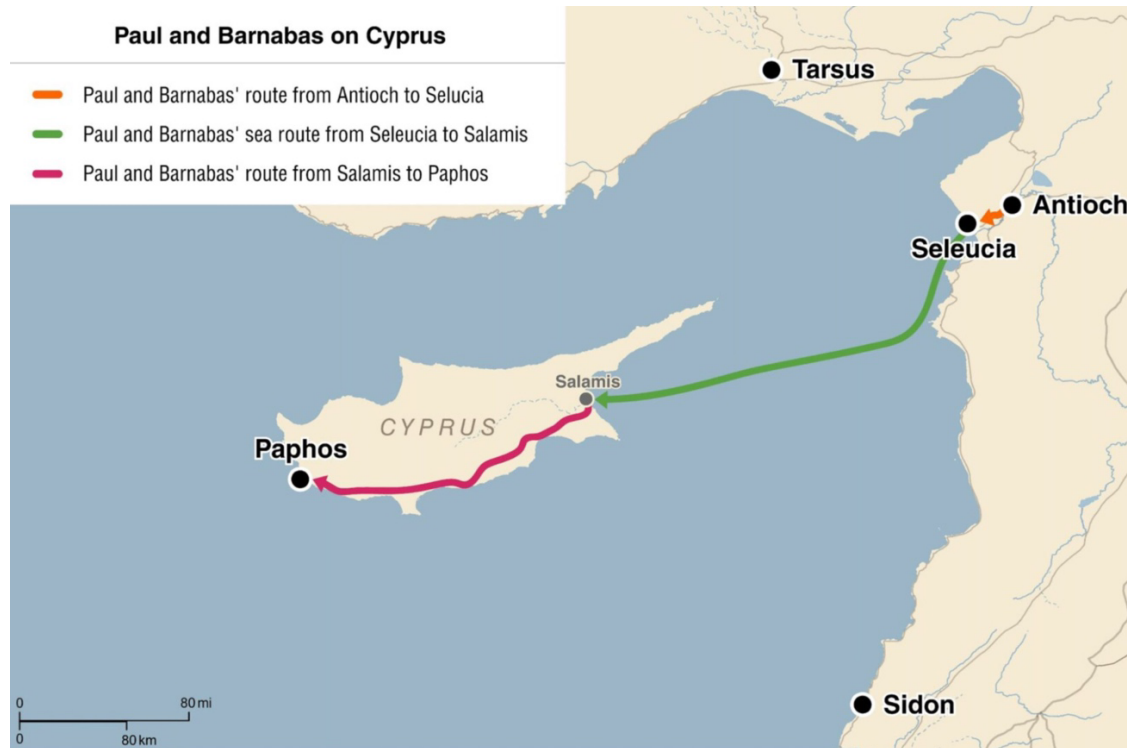 Paul and Barnabas on Cyprus
Paul and Barnabas' route from Antioch to Selucia
Paul and Barnabas' sea route from Seleucia to Salamis
Paul and Barnabas' route from Salamis to Paphos
Tarsus
Antioch
Seleucia
Salamis
CYPRUS
Paphos
Sidon
0 80 mi
0 80 km